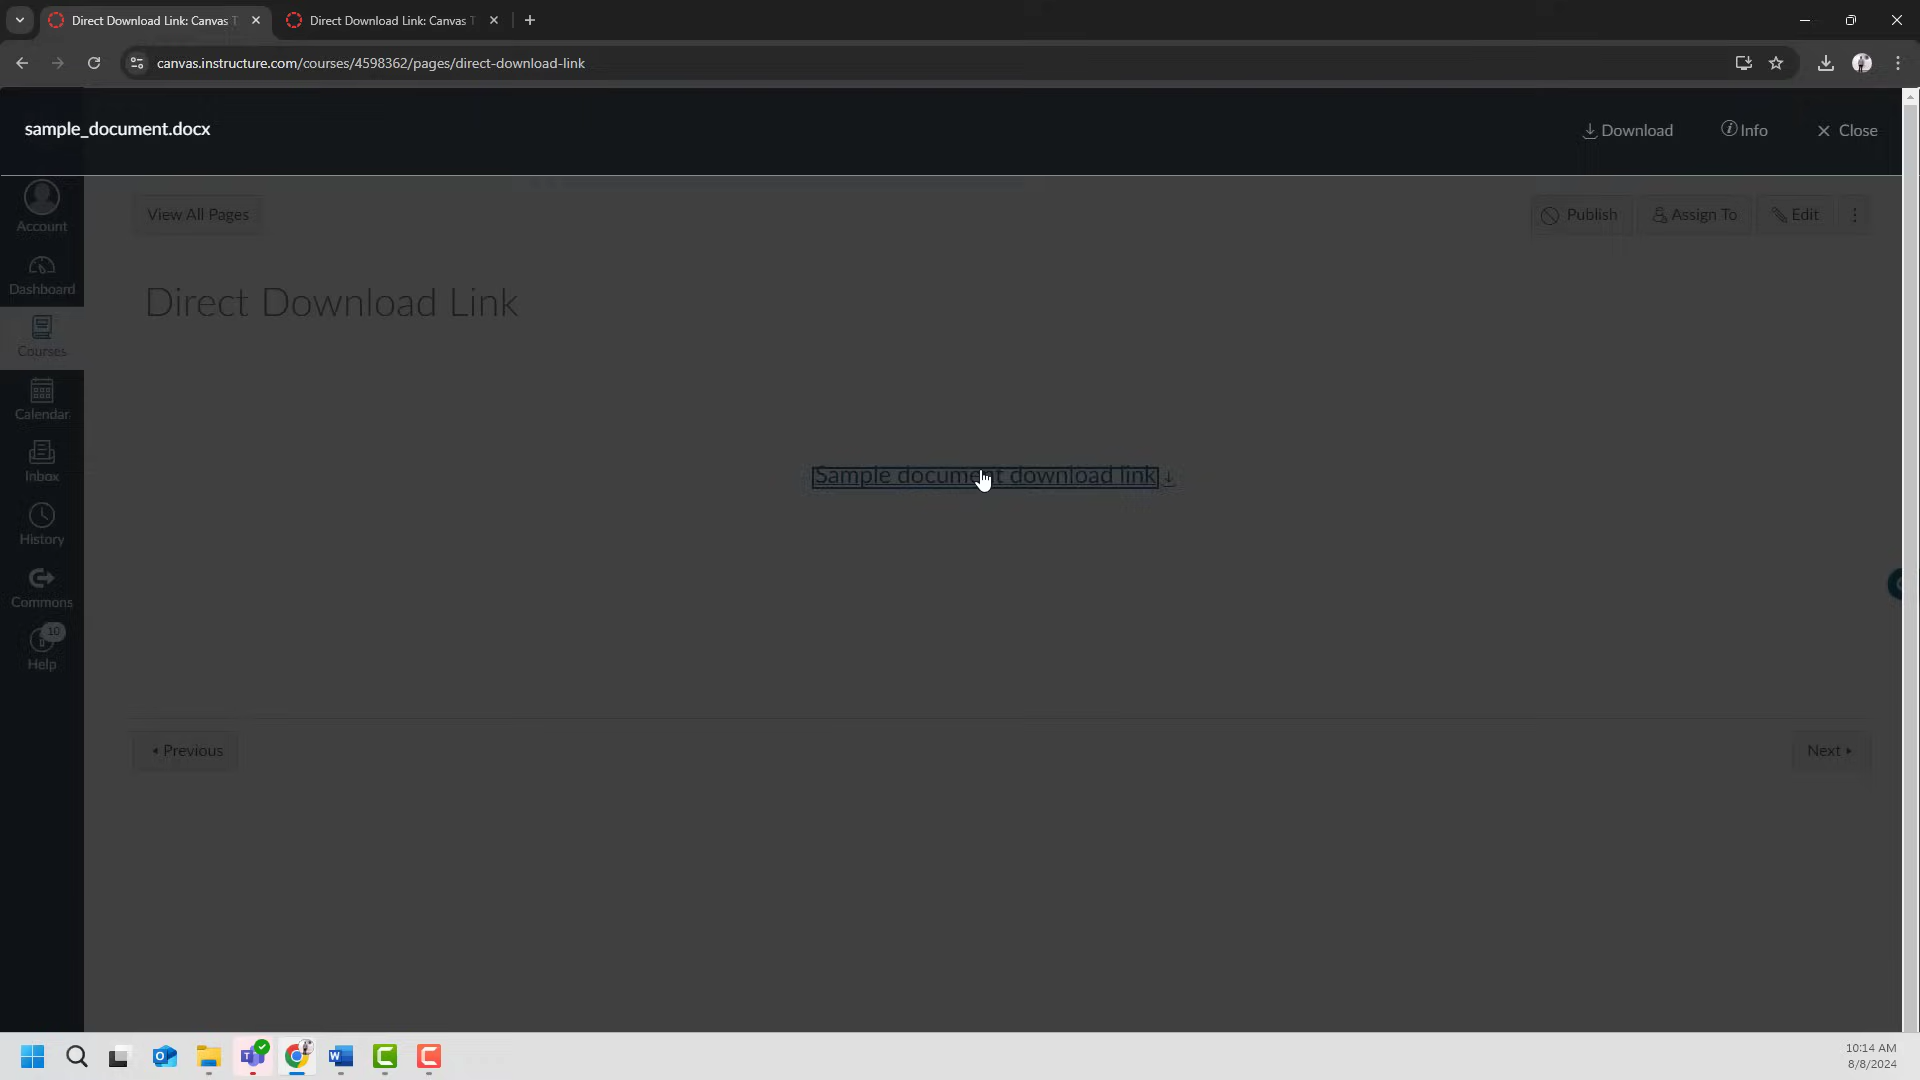 Direct Download Link: Canvas T
Direct Download Link: Canvas T
canvas.instructure.com/courses/4598362/pages/direct-download-link
sample_document.docx
Download
Info
Close
Account
Dashboard
Courses
Calendar
Inbox
History
Commons
10
Help
View All Pages
Publish
Assign To
Edit
Direct Download Link
Sample document download link
Previous
Next
10:14 AM
8/8/2024